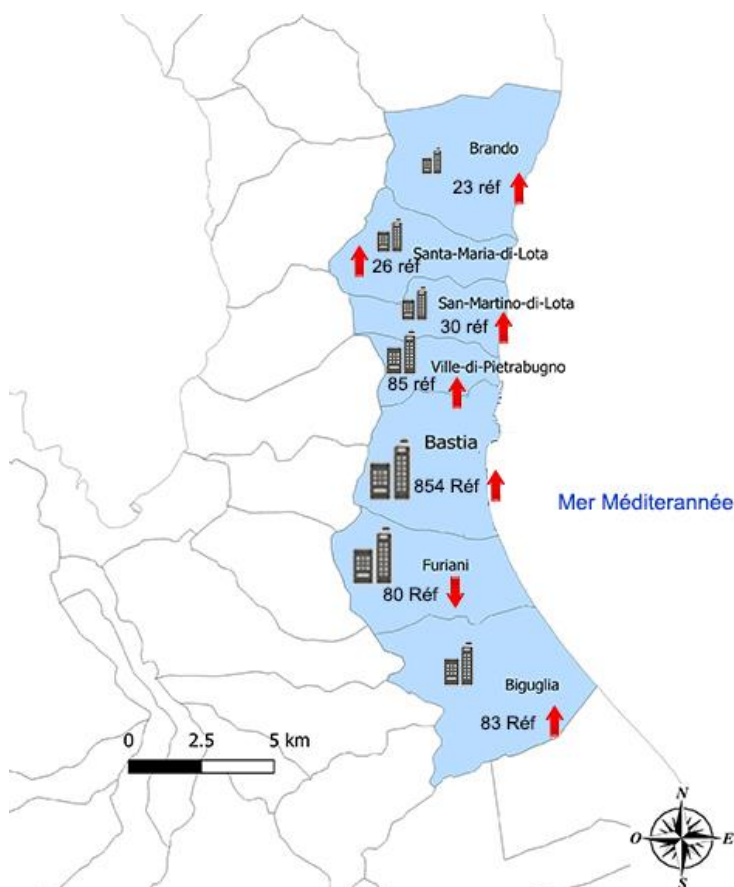 Brando
23 réf
Santa-Maria-di-Lota
26 réf
San-Martino-di-Lota
30 réf
Ville-di-Pietrabugno
85 réf
Bastia
854 Réf
Mer Méditerannée
Furiani
80 Réf
Biguglia
83 Réf
0 2.5 5 km
N
O E
S